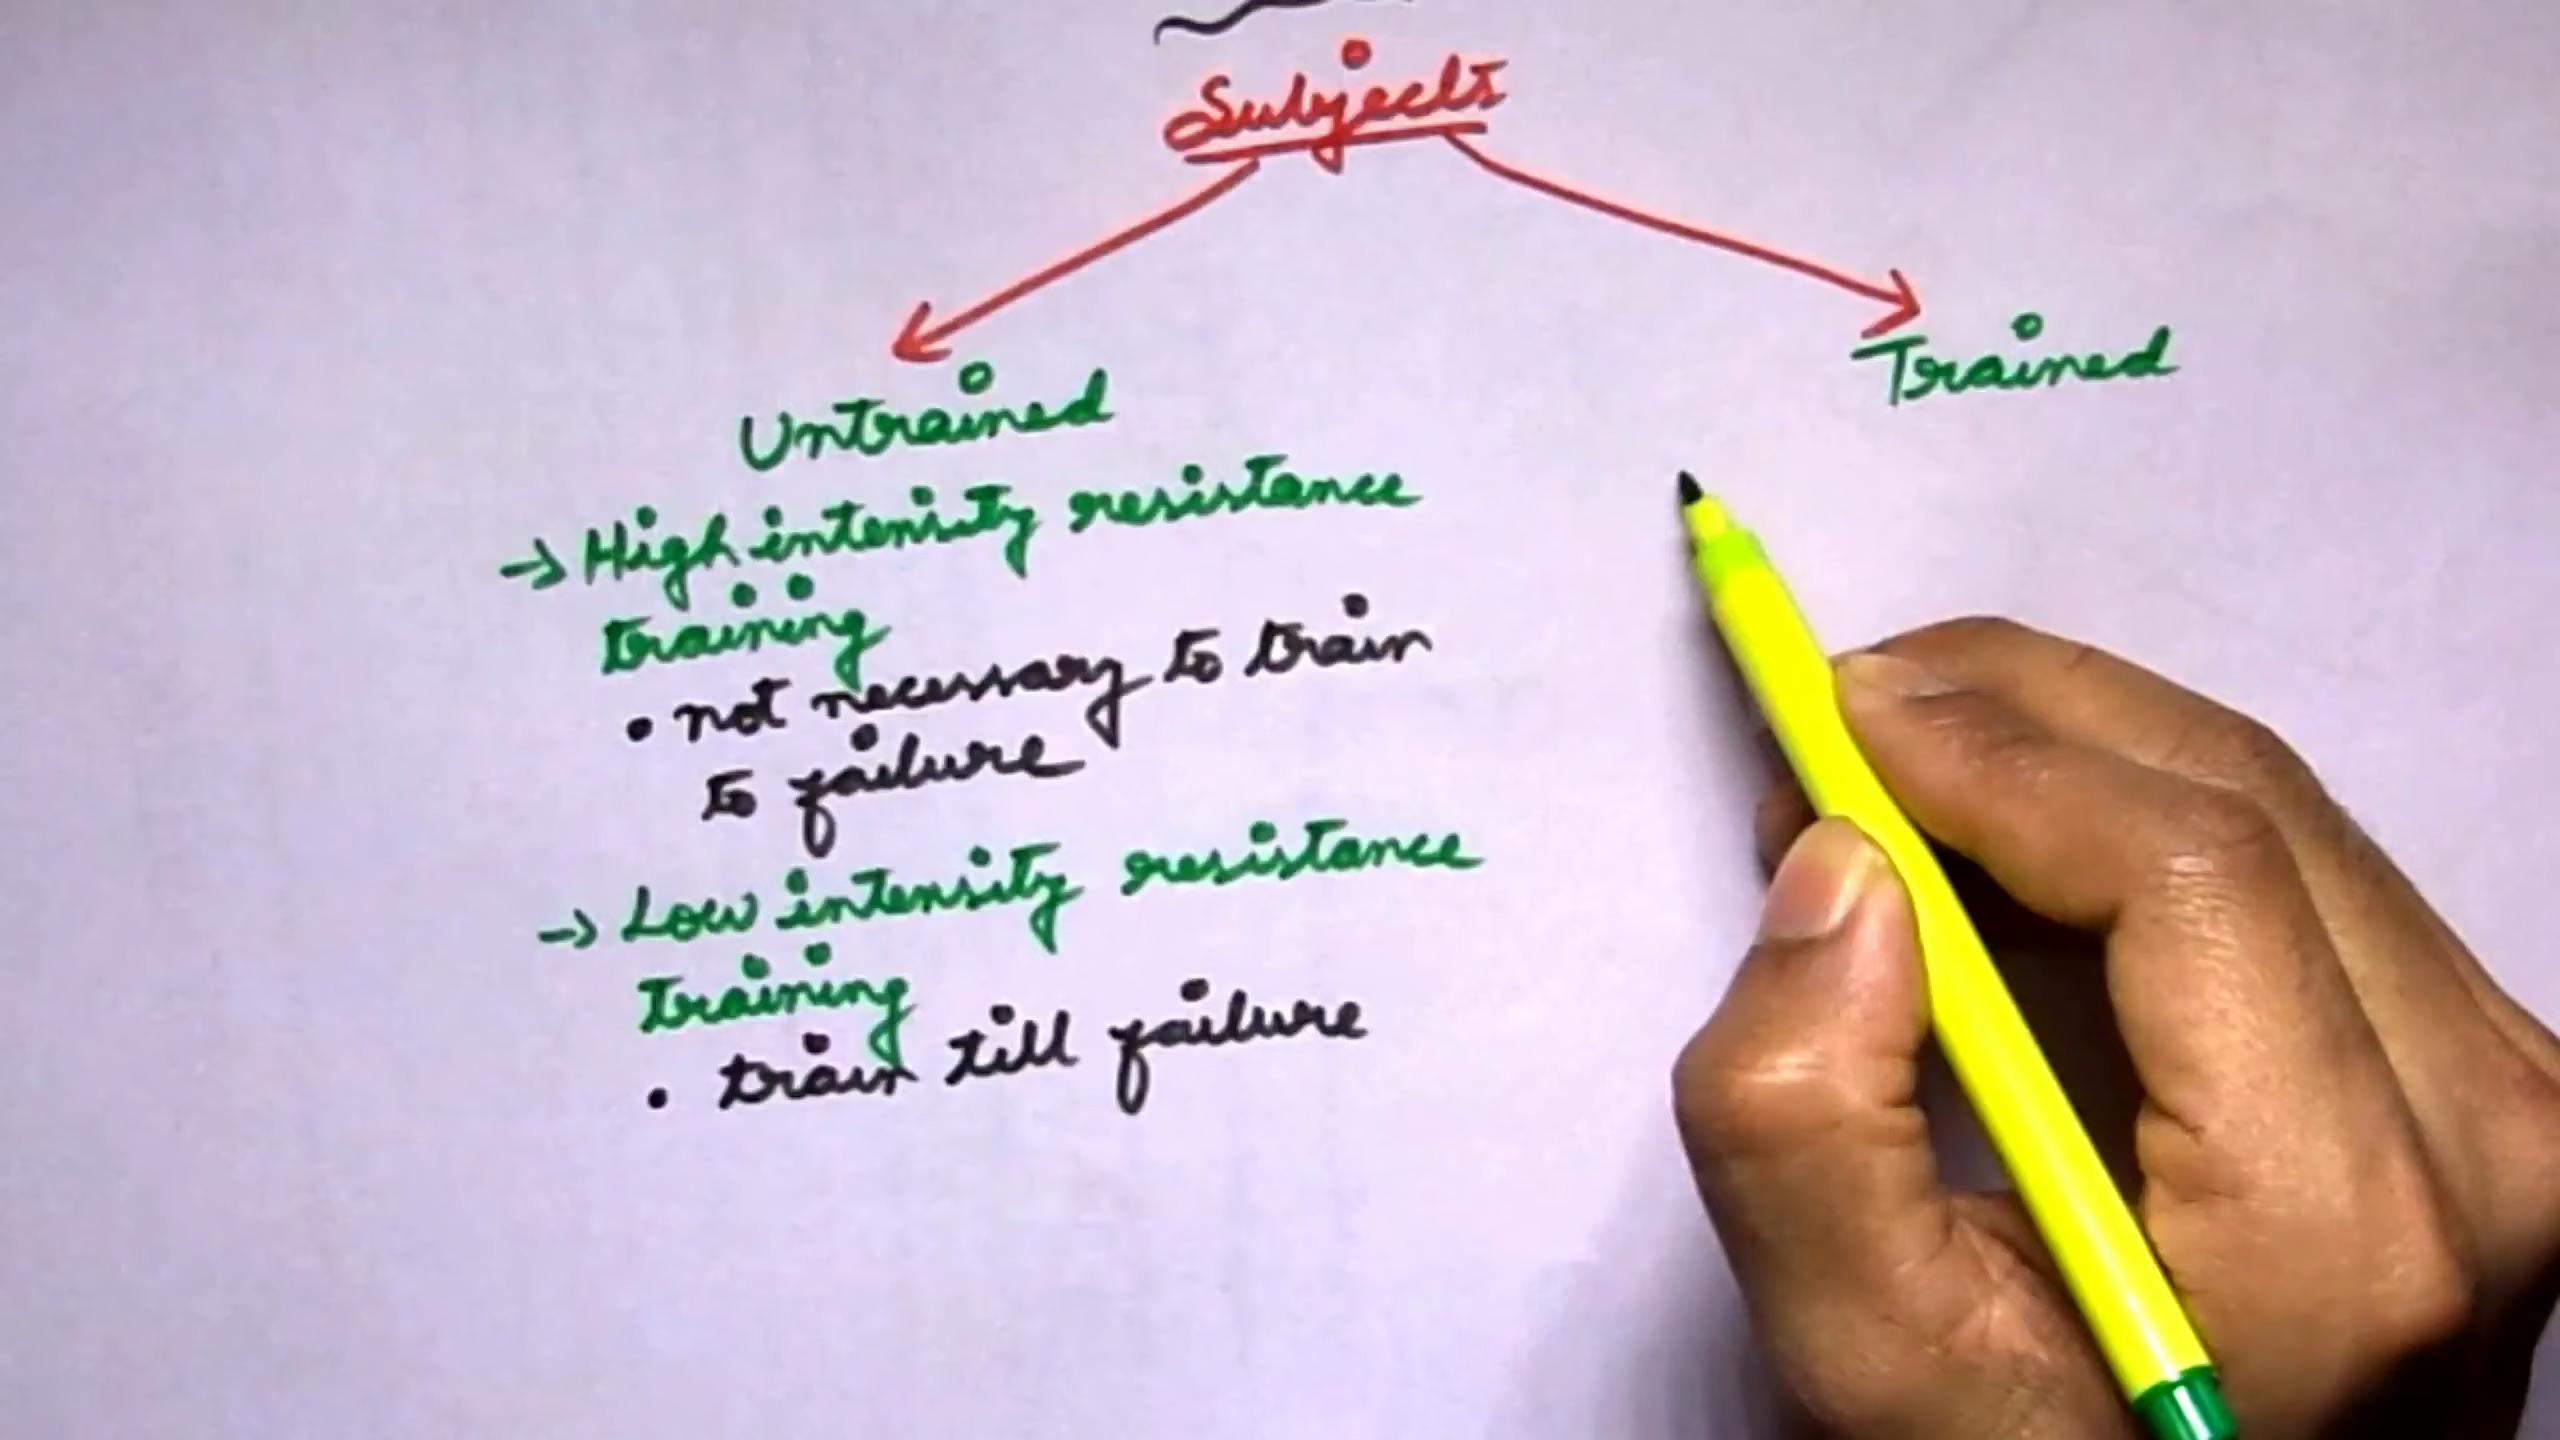 Subjects
Untrained
Trained
→ High intensity resistance
training
• not necessary to train
to failure
→ Low intensity resistance
training
• train till failure